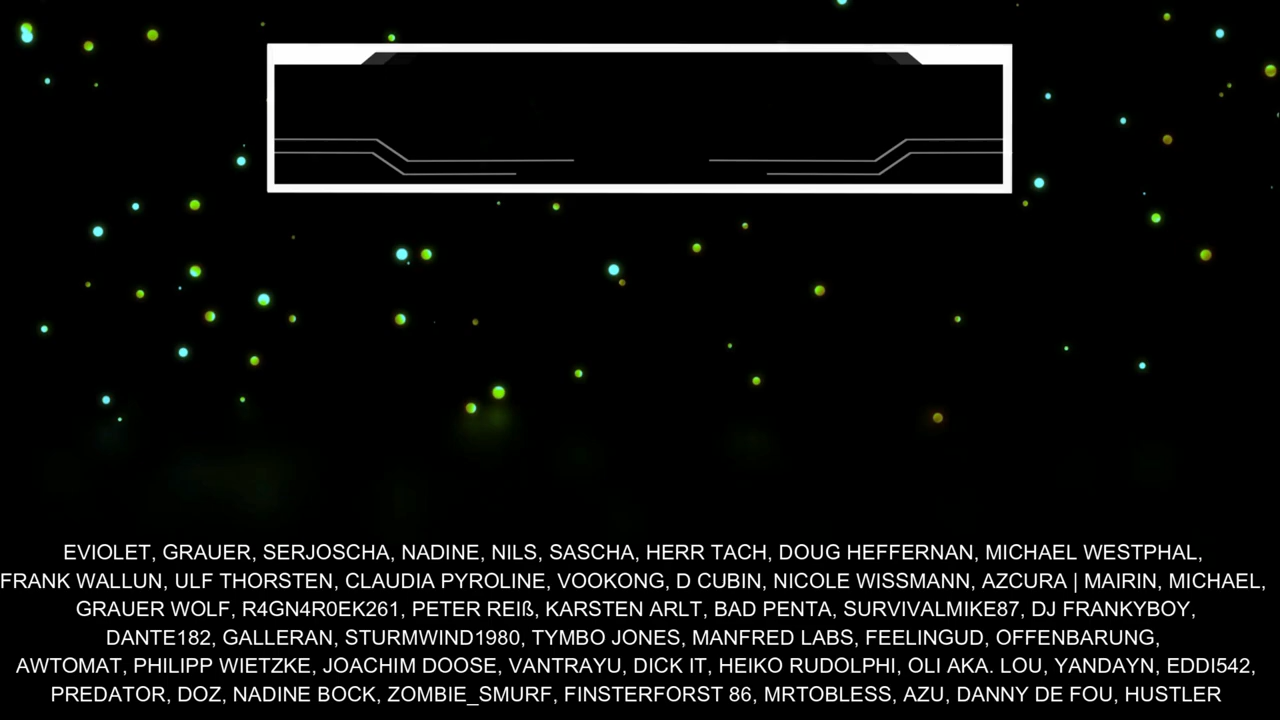 EVIOLET, GRAUER, SERJOSCHA, NADINE, NILS, SASCHA, HERR TACH, DOUG HEFFERNAN, MICHAEL WESTPHAL,
FRANK WALLUN, ULF THORSTEN, CLAUDIA PYROLINE, VOOKONG, D CUBIN, NICOLE WISSMANN, AZCURA | MAIRIN, MICHAEL,
GRAUER WOLF, R4GN4R0EK261, PETER REIß, KARSTEN ARLT, BAD PENTA, SURVIVALMIKE87, DJ FRANKYBOY,
DANTE182, GALLERAN, STURMWIND1980, TYMBO JONES, MANFRED LABS, FEELINGUD, OFFENBARUNG,
AWTOMAT, PHILIPP WIETZKE, JOACHIM DOOSE, VANTRAYU, DICK IT, HEIKO RUDOLPHI, OLI AKA. LOU, YANDAYN, EDDI542,
PREDATOR, DOZ, NADINE BOCK, ZOMBIE_SMURF, FINSTERFORST 86, MRTOBLESS, AZU, DANNY DE FOU, HUSTLER